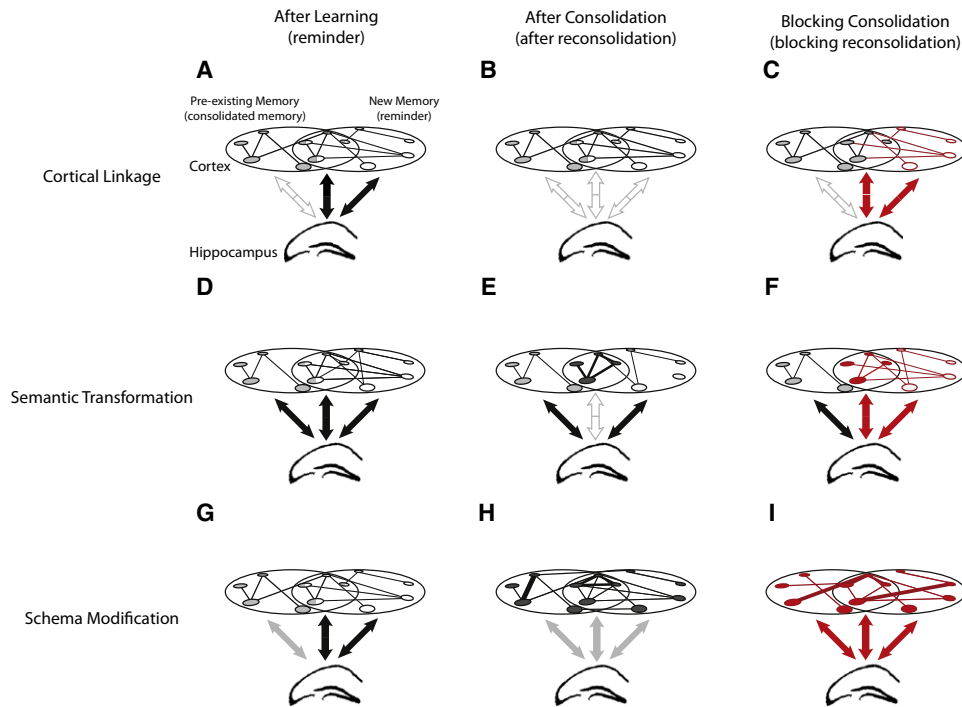 After Learning
(reminder)
After Consolidation
(after reconsolidation)
Blocking Consolidation
(blocking reconsolidation)
A
B
C
Pre-existing Memory
(consolidated memory)
New Memory
(reminder)
Cortical Linkage
Cortex
Hippocampus
D
E
F
Semantic Transformation
G
H
I
Schema Modification